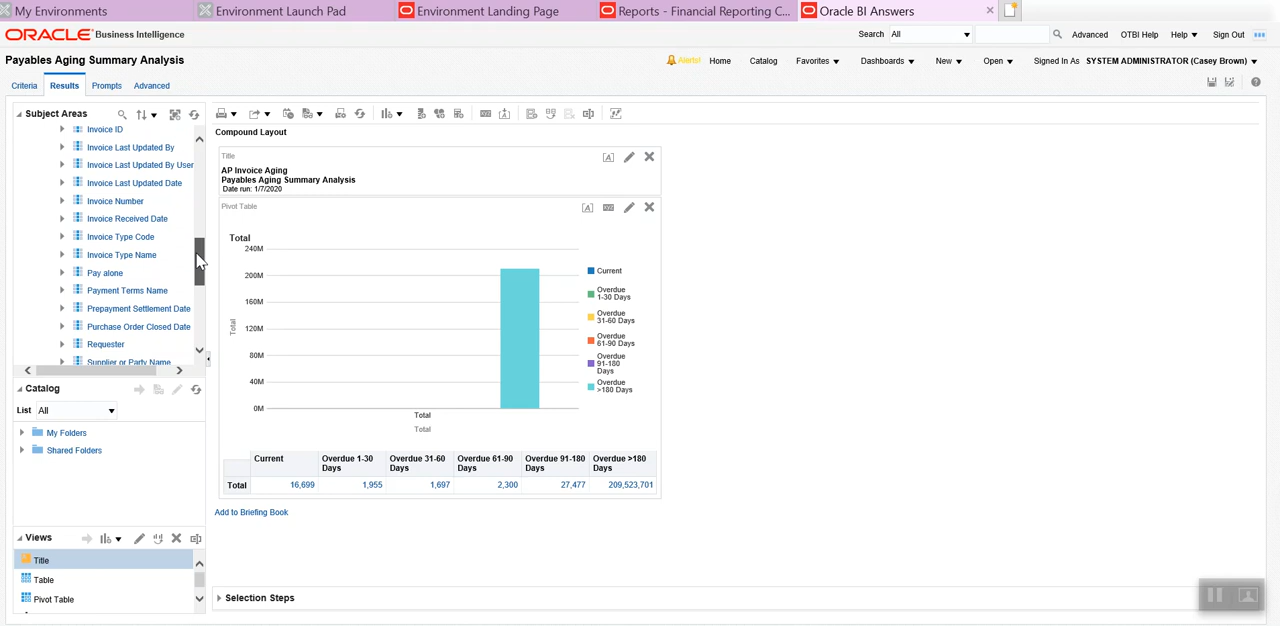 My Environments
Environment Launch Pad
Environment Landing Page
Reports - Financial Reporting C...
Oracle BI Answers
ORACLE Business Intelligence
Search All
Advanced
OTBI Help
Help
Sign Out
Payables Aging Summary Analysis
Alerts!
Home
Catalog
Favorites
Dashboards
New
Open
Signed In As SYSTEM ADMINISTRATOR (Casey Brown)
Criteria
Results
Prompts
Advanced
Subject Areas
Invoice ID
Invoice Last Updated By
Invoice Last Updated By User
Invoice Last Updated Date
Invoice Number
Invoice Received Date
Invoice Type Code
Invoice Type Name
Pay alone
Payment Terms Name
Prepayment Settlement Date
Purchase Order Closed Date
Requester
Supplier or Party Name
Catalog
List All
My Folders
Shared Folders
Views
Title
Table
Pivot Table
Compound Layout
Title
AP Invoice Aging
Payables Aging Summary Analysis
Date run: 1/7/2020
Pivot Table
Total
240M
200M
160M
120M
80M
40M
0M
Total
Total
Total
Current
Overdue
1-30 Days
Overdue
31-60 Days
Overdue
61-90 Days
Overdue
91-180
Days
Overdue
>180 Days
Current
Overdue 1-30
Days
Overdue 31-60
Days
Overdue 61-90
Days
Overdue 91-180
Days
Overdue >180
Days
Total 16,699 1,955 1,697 2,300 27,477 209,523,701
Add to Briefing Book
Selection Steps